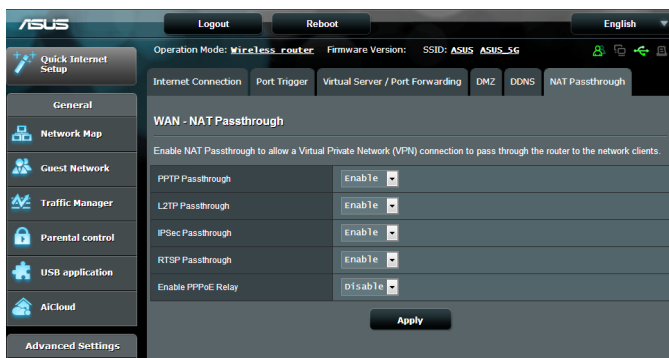 ASUS
Logout
Reboot
English
Quick Internet Setup
Operation Mode: Wireless router Firmware Version: SSID: ASUS ASUS_5G
Internet Connection
Port Trigger
Virtual Server / Port Forwarding
DMZ
DDNS
NAT Passthrough
General
Network Map
Guest Network
Traffic Manager
Parental control
USB application
AiCloud
Advanced Settings
WAN - NAT Passthrough
Enable NAT Passthrough to allow a Virtual Private Network (VPN) connection to pass through the router to the network clients.
PPTP Passthrough Enable
L2TP Passthrough Enable
IPSec Passthrough Enable
RTSP Passthrough Enable
Enable PPPoE Relay Disable
Apply